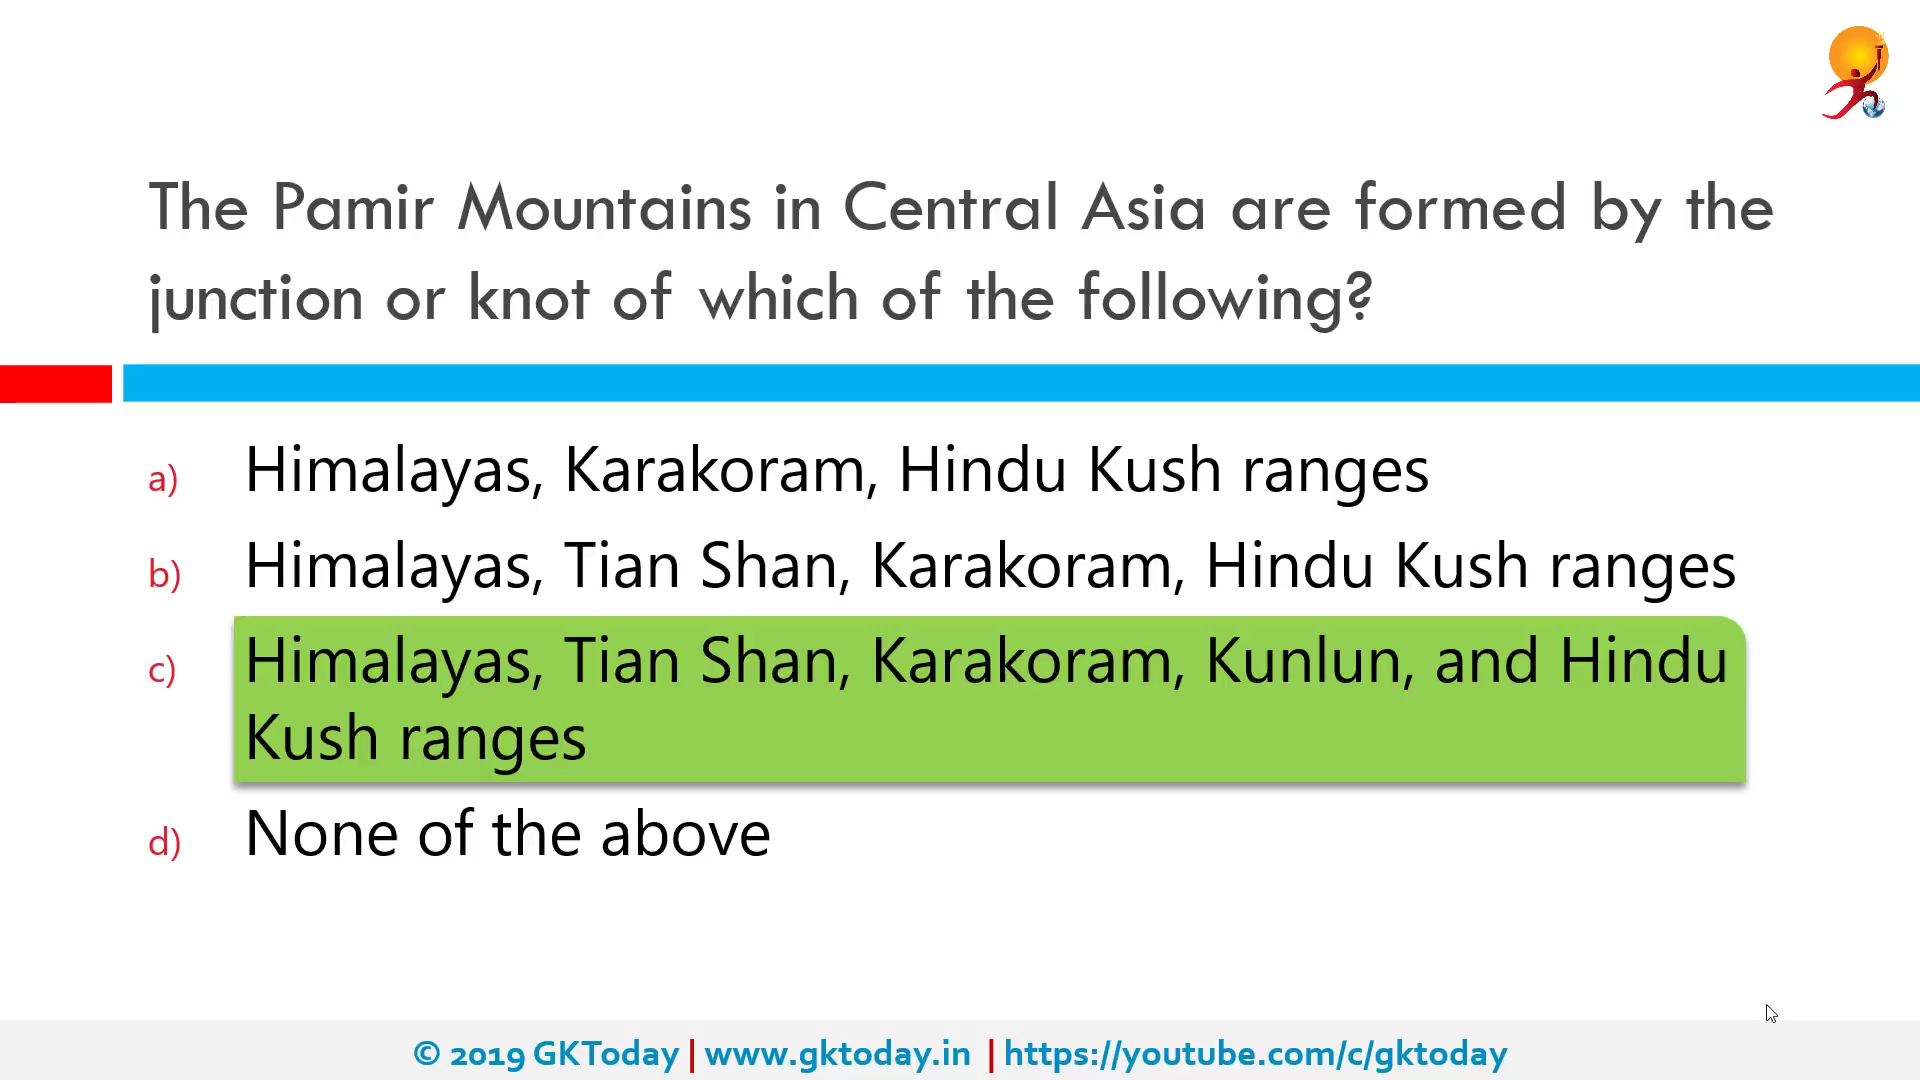 The Pamir Mountains in Central Asia are formed by the
junction or knot of which of the following?
a) Himalayas, Karakoram, Hindu Kush ranges
b) Himalayas, Tian Shan, Karakoram, Hindu Kush ranges
c) Himalayas, Tian Shan, Karakoram, Kunlun, and Hindu
Kush ranges
d) None of the above
© 2019 GKToday | www.gktoday.in | https://youtube.com/c/gktoday